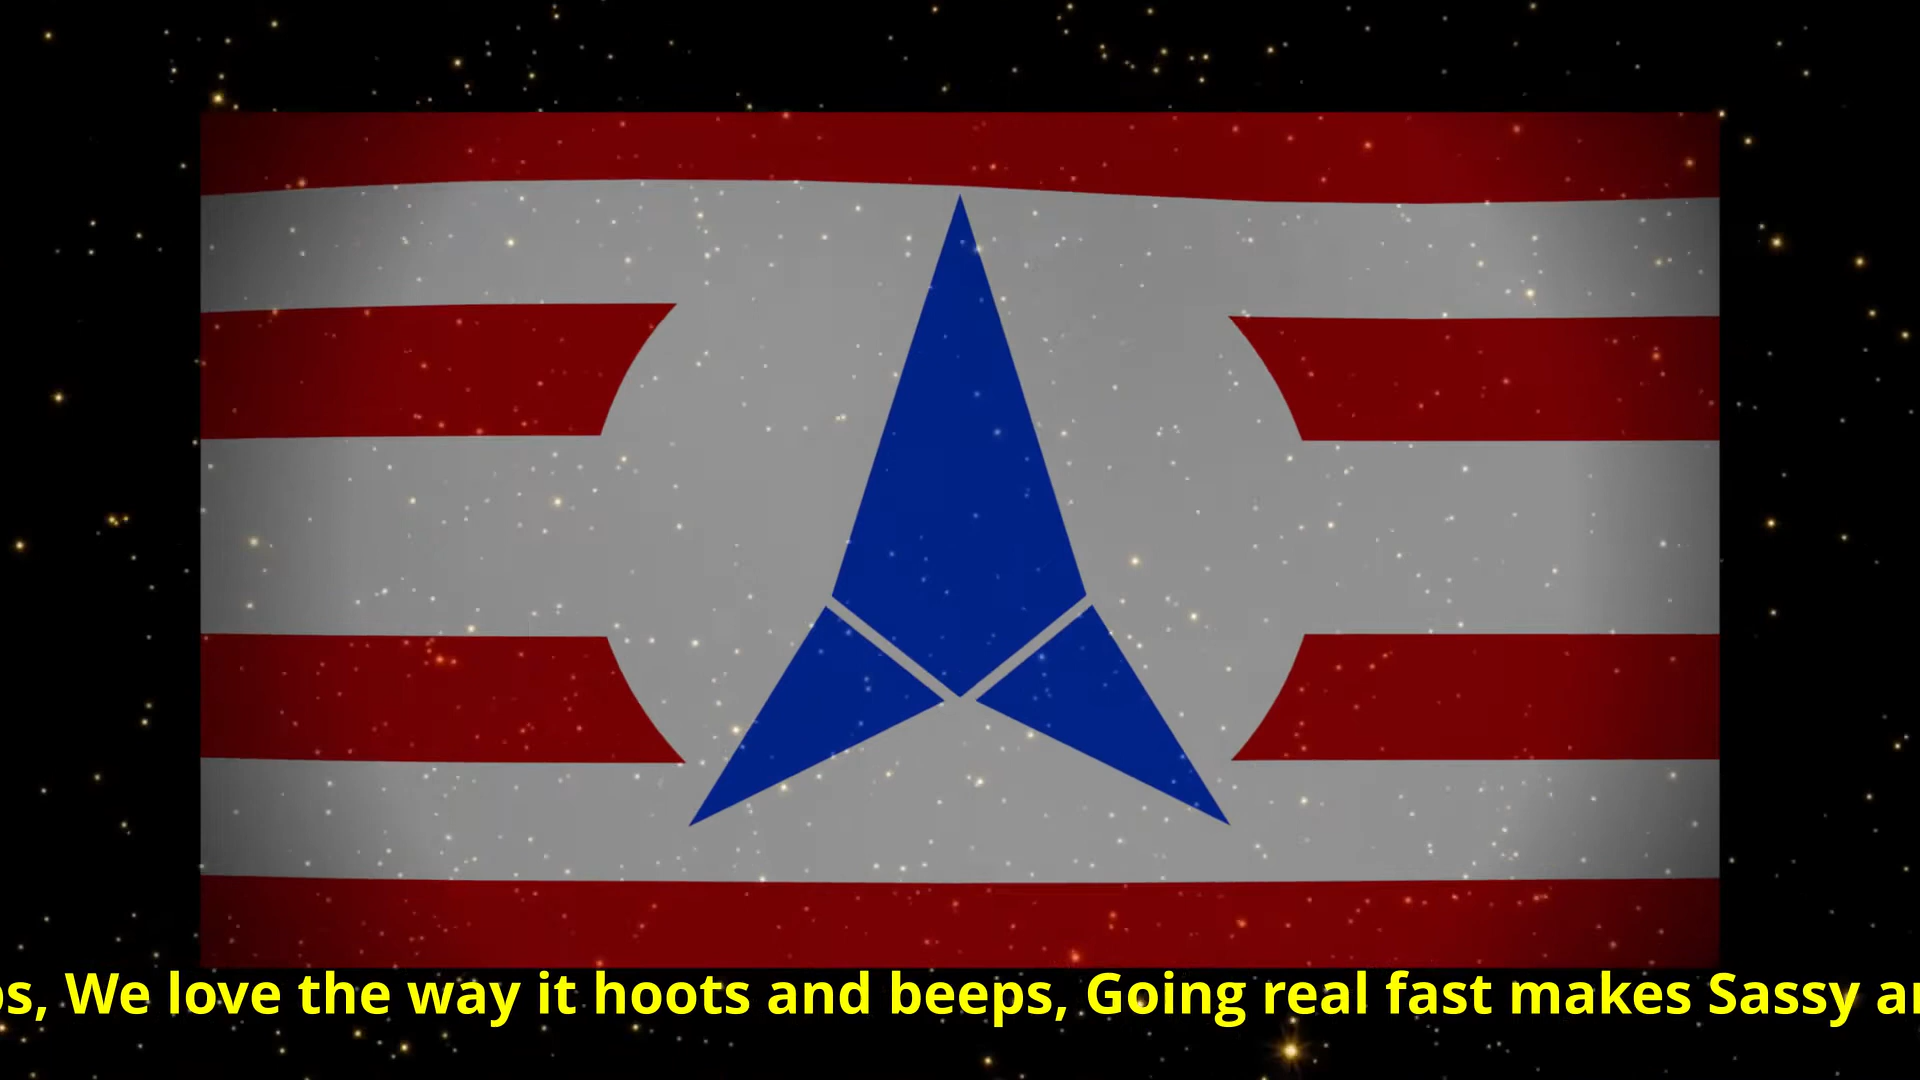 s, We love the way it hoots and beeps, Going real fast makes Sassy